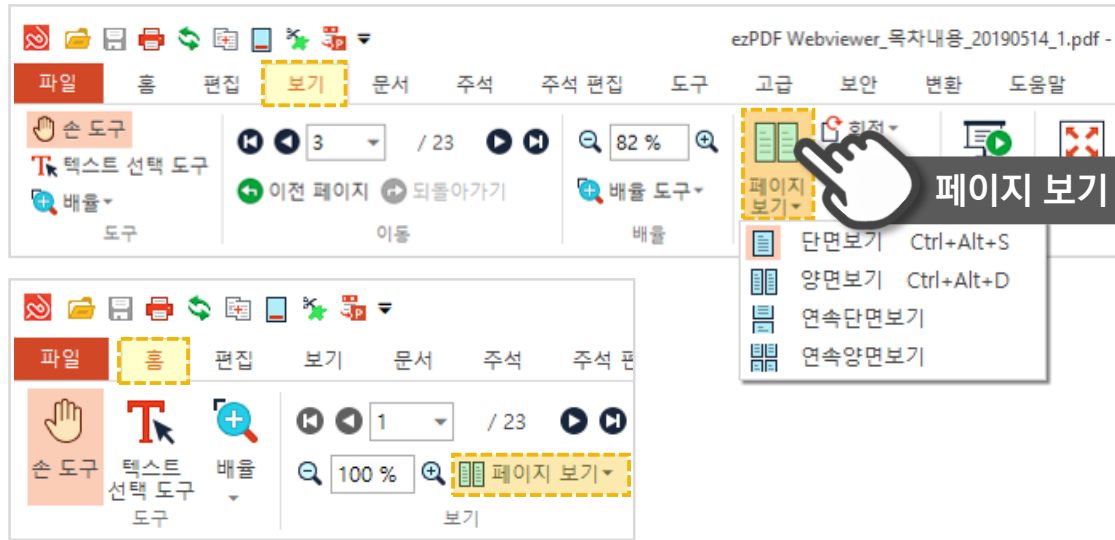 ezPDF Webviewer_목차내용_20190514_1.pdf -
파일 홈 편집 보기 문서 주석 주석 편집 도구 고급 보안 변환 도움말
손 도구 3 / 23 82 % 회전
텍스트 선택 도구
배율 이전 페이지 되돌아가기 배율 도구 페이지 보기
도구 이동 배율
페이지 보기
단면보기 Ctrl+Alt+S
양면보기 Ctrl+Alt+D
연속단면보기
연속양면보기
파일 홈 편집 보기 문서 주석 주석
손 도구 텍스트 선택 도구 배율
1 / 23
100 % 페이지 보기
도구 보기